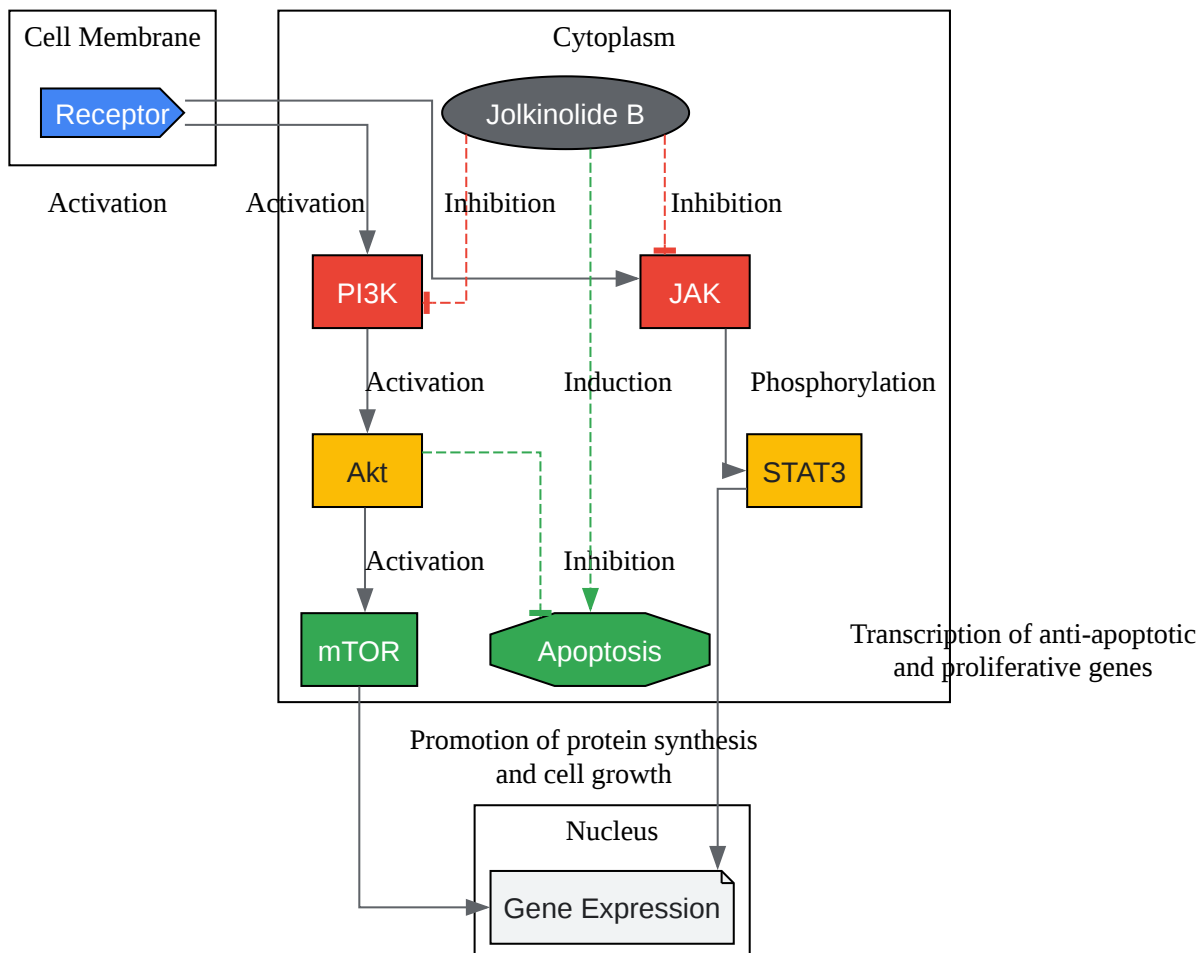 Cell Membrane
Cytoplasm
Receptor
Jolkinolide B
Activation
Activation
Inhibition
Inhibition
PI3K
JAK
Activation
Induction
Phosphorylation
Akt
STAT3
Activation
Inhibition
mTOR
Apoptosis
Transcription of anti-apoptotic
and proliferative genes
Promotion of protein synthesis
and cell growth
Nucleus
Gene Expression